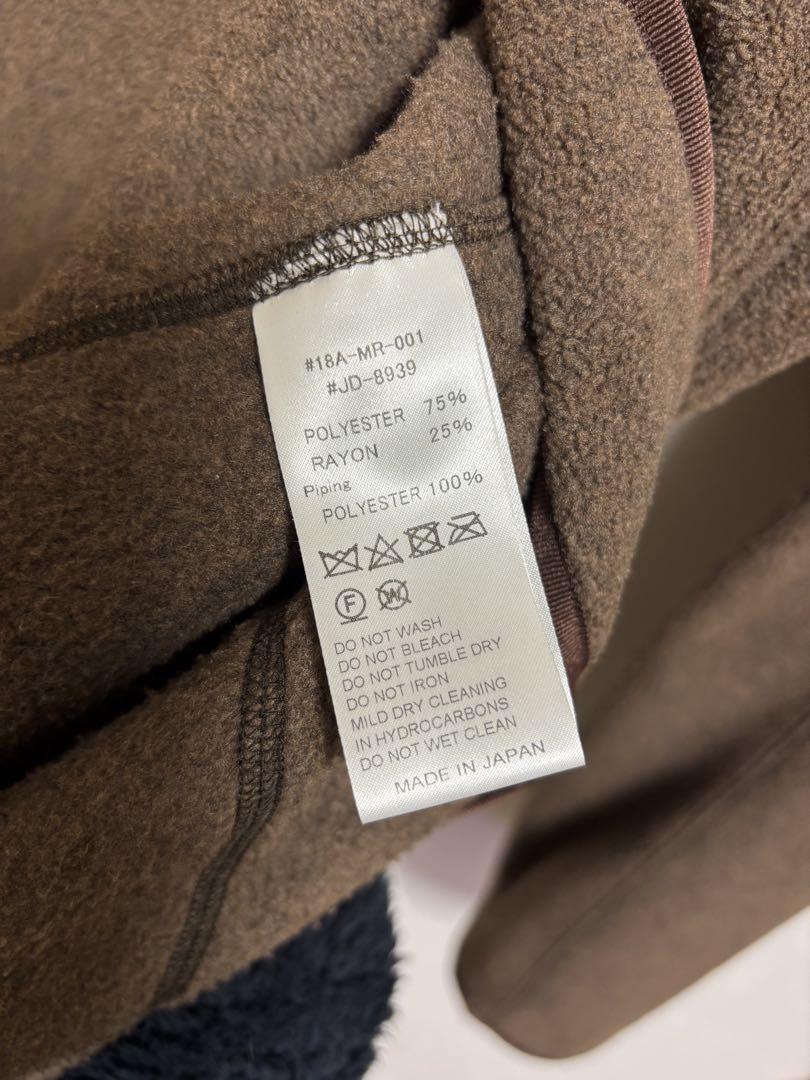 #18A-MR-001
#JD-8939
POLYESTER 75%
RAYON 25%
Piping
POLYESTER 100%
F W
DO NOT WASH
DO NOT BLEACH
DO NOT TUMBLE DRY
DO NOT IRON
MILD DRY CLEANING
IN HYDROCARBONS
DO NOT WET CLEAN
MADE IN JAPAN